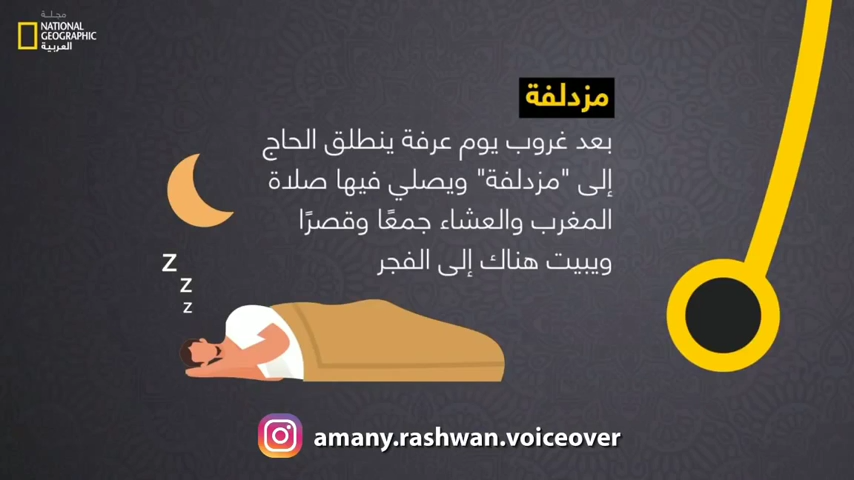 مجلة
NATIONAL
GEOGRAPHIC
العربية
مزدلفة
بعد غروب يوم عرفة ينطلق الحاج
إلى "مزدلفة" ويصلي فيها صلاة
المغرب والعشاء جمعًا وقصرًا
ويبيت هناك إلى الفجر
Z
Z
Z
amany.rashwan.voiceover